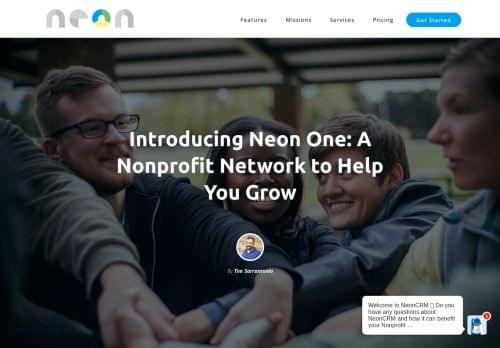 neon
Features
Missions
Services
Pricing
Get Started
Introducing Neon One: A
Nonprofit Network to Help
You Grow
By Tim Sarrantonio
Welcome to NeonCRM 👋 Do you
have any questions about
NeonCRM and how it can benefit
your Nonprofit ...
1